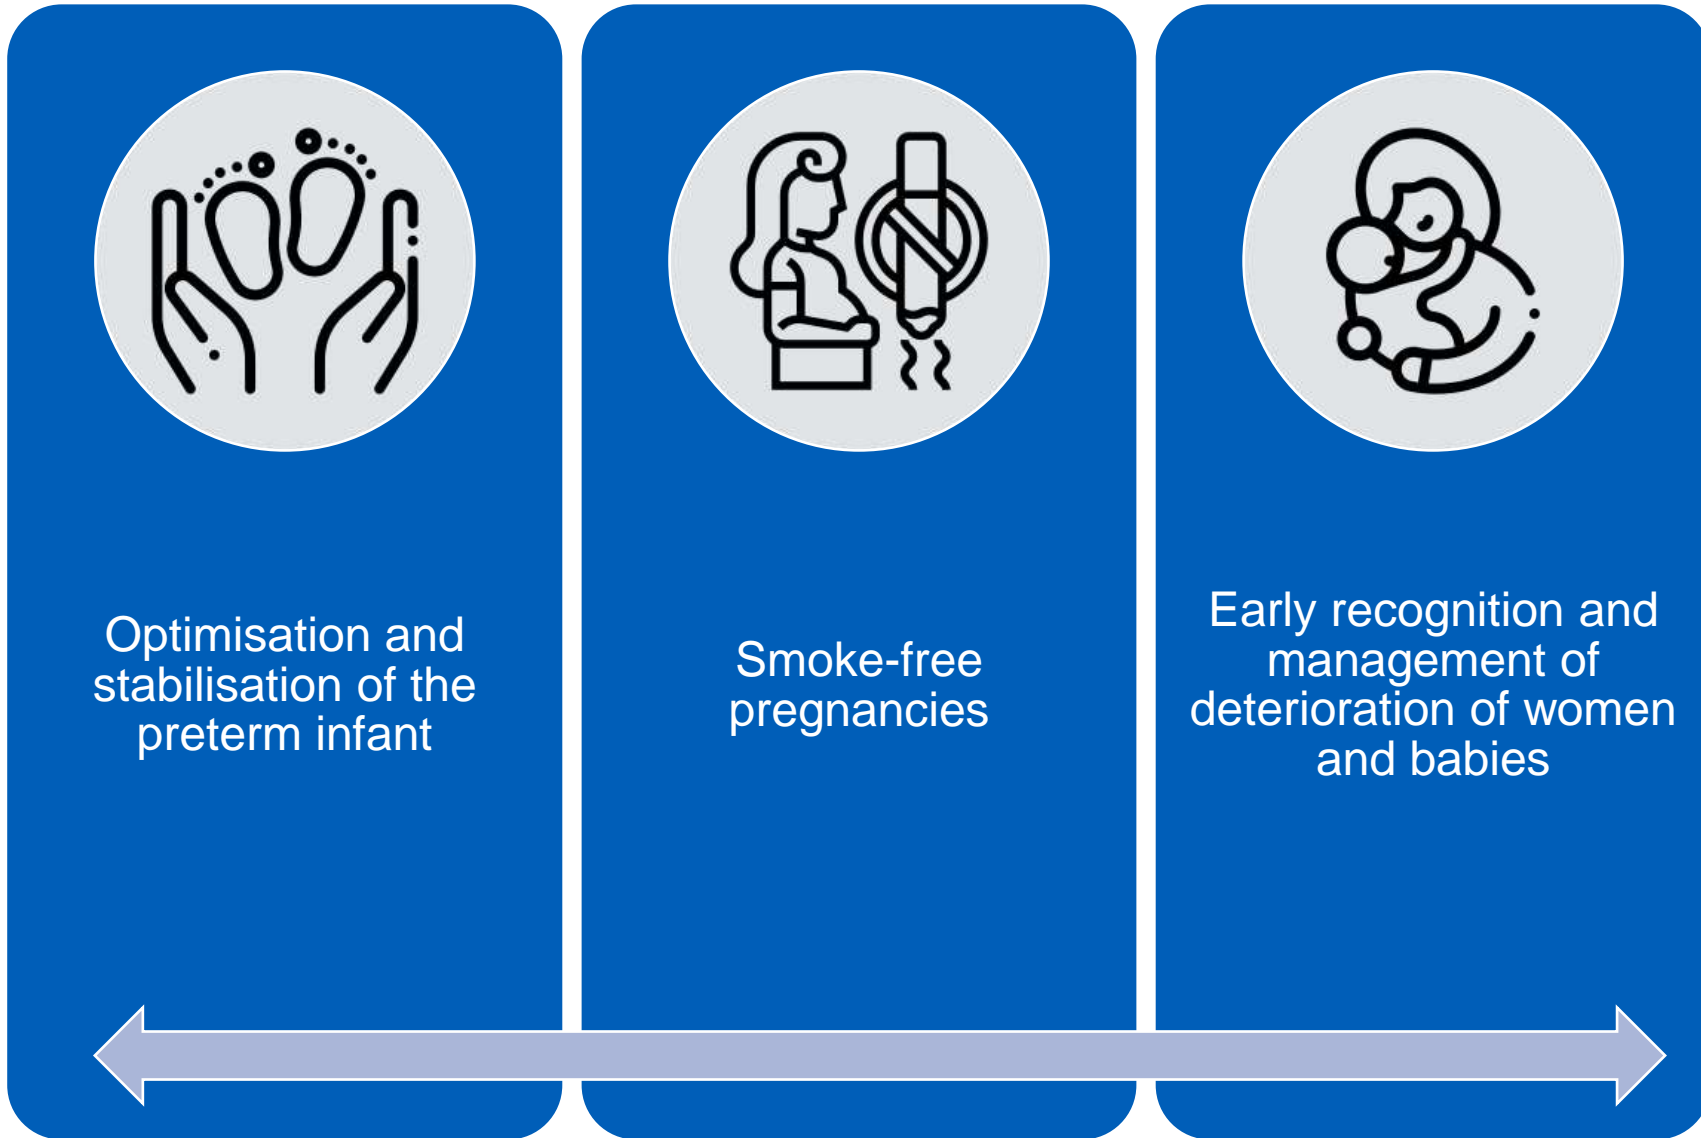 Optimisation and
stabilisation of the
preterm infant
Smoke-free
pregnancies
Early recognition and
management of
deterioration of women
and babies